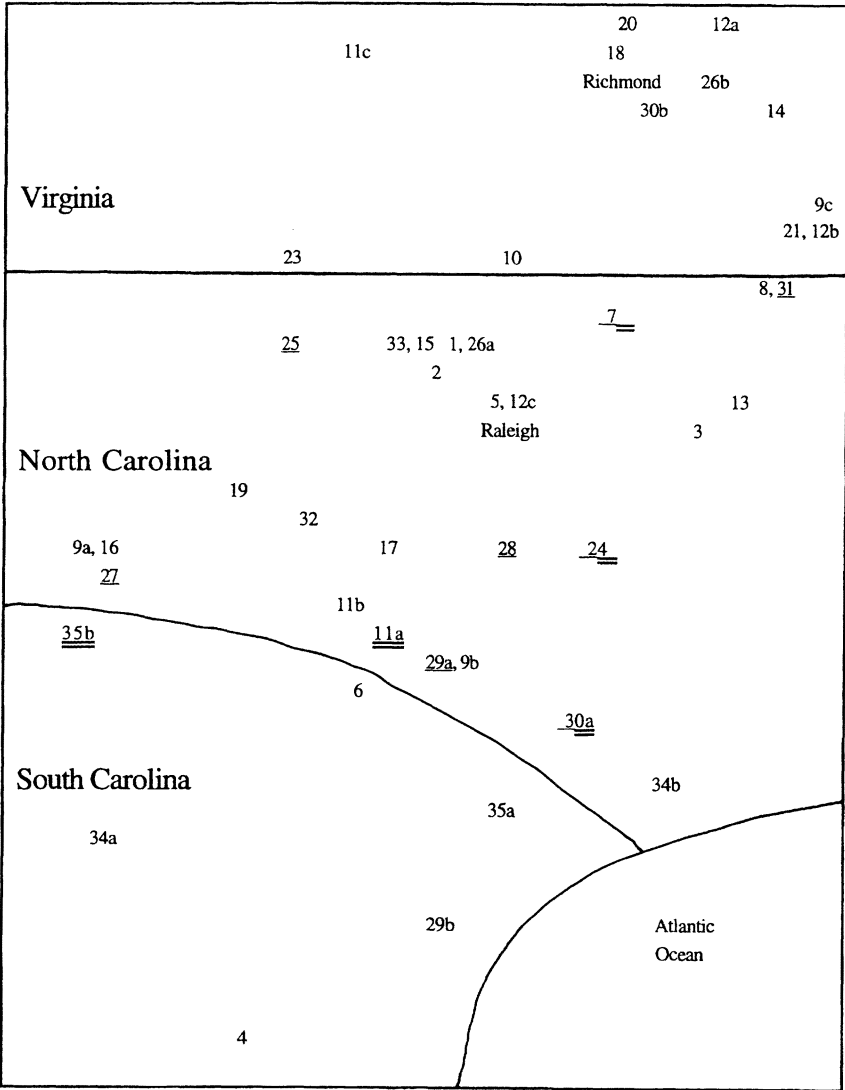 20 12a
11c 18
Richmond 26b
30b 14
Virginia
9c
21, 12b
23 10
8, 31
7
25 33, 15 1, 26a
2
5, 12c 13
Raleigh 3
North Carolina
19
32
9a, 16 17 28 24
27
11b
35b 11a
29a, 9b
6
30a
South Carolina 34b
35a
34a
29b Atlantic
Ocean
4